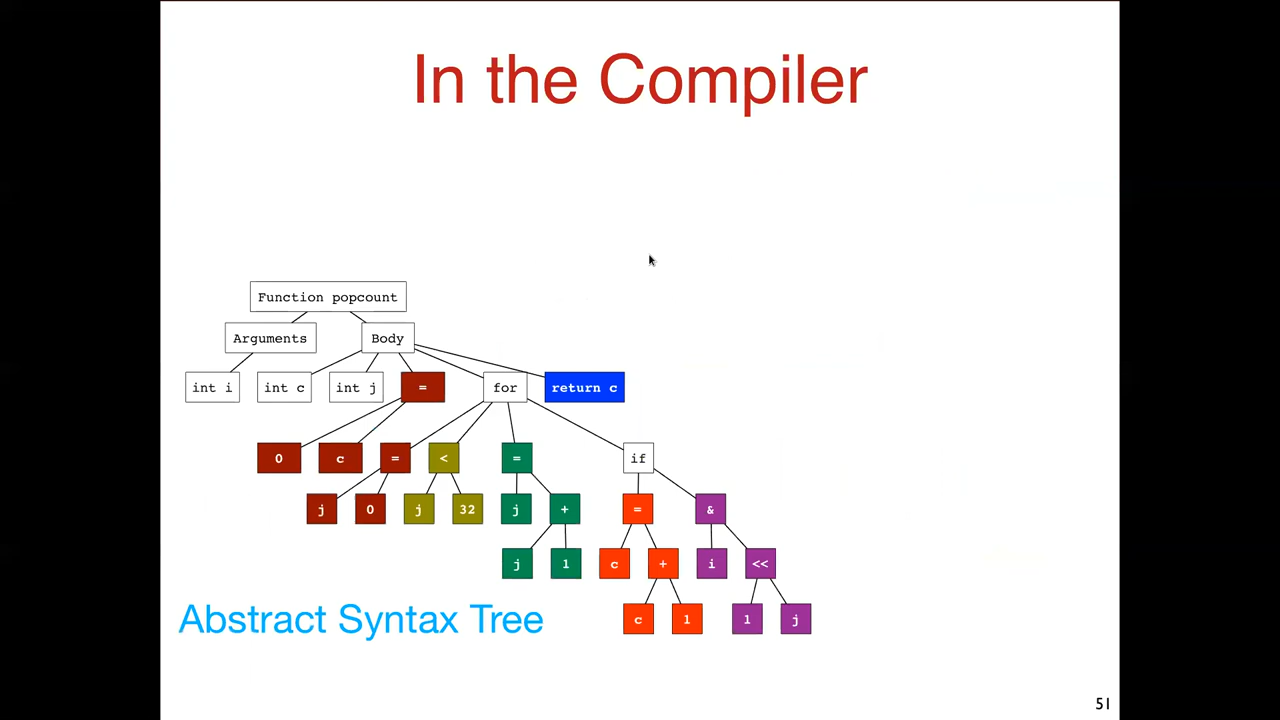 In the Compiler
Function popcount
Arguments Body
int i int c int j = for return c
0 c = < = if
j 0 j 32 j + = &
j 1 c + i <<
c 1 1 j
Abstract Syntax Tree
51